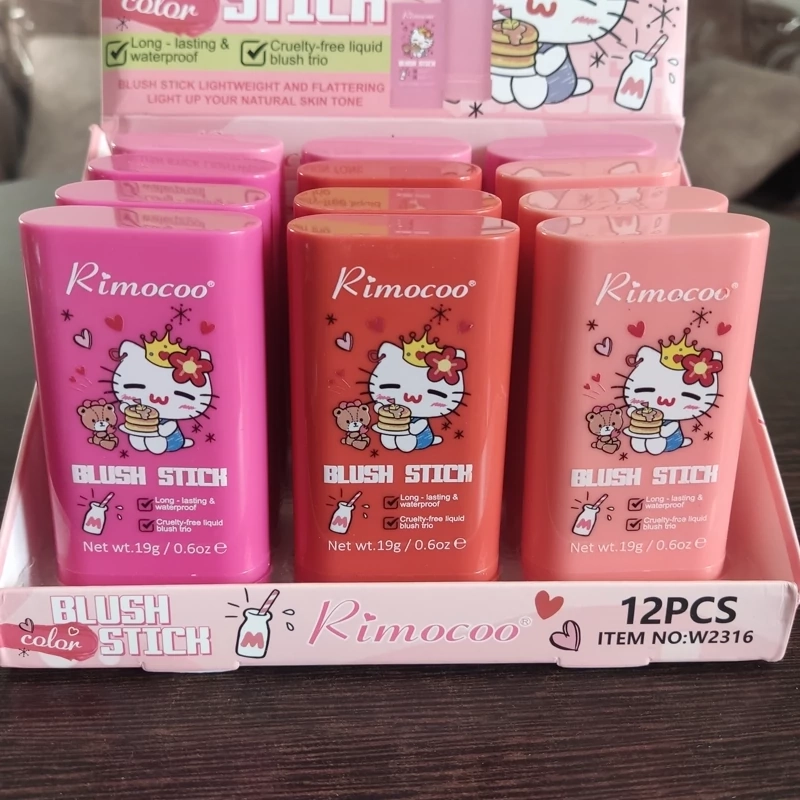 color STICK
Long - lasting &
waterproof
Cruelty-free liquid
blush trio
BLUSH STICK LIGHTWEIGHT AND FLATTERING
LIGHT UP YOUR NATURAL SKIN TONE
Rimocoo
BLUSH STICK
M
Rimocoo®
BLUSH STICK
M
Long - lasting &
waterproof
Cruelty-free liquid
blush trio
Net wt.19g / 0.6oz ℮
Rimocoo®
BLUSH STICK
M
Long - lasting &
waterproof
Cruelty-free liquid
blush trio
Net wt.19g / 0.6oz ℮
Rimocoo®
BLUSH STICK
M
Long - lasting &
waterproof
Cruelty-free liquid
blush trio
Net wt.19g / 0.6oz ℮
BLUSH
color STICK
M
Rimocoo®
12PCS
ITEM NO:W2316